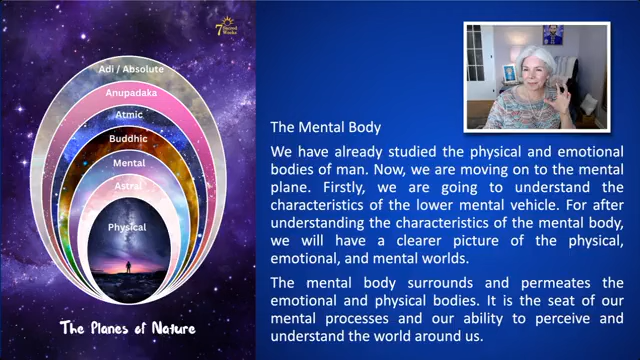 7 Sacred
Weeks
Adi / Absolute
Anupadaka
Atmic
Buddhic
Mental
Astral
Physical
The Planes of Nature
The Mental Body
We have already studied the physical and emotional
bodies of man. Now, we are moving on to the mental
plane. Firstly, we are going to understand the
characteristics of the lower mental vehicle. For after
understanding the characteristics of the mental body,
we will have a clearer picture of the physical,
emotional, and mental worlds.
The mental body surrounds and permeates the
emotional and physical bodies. It is the seat of our
mental processes and our ability to perceive and
understand the world around us.